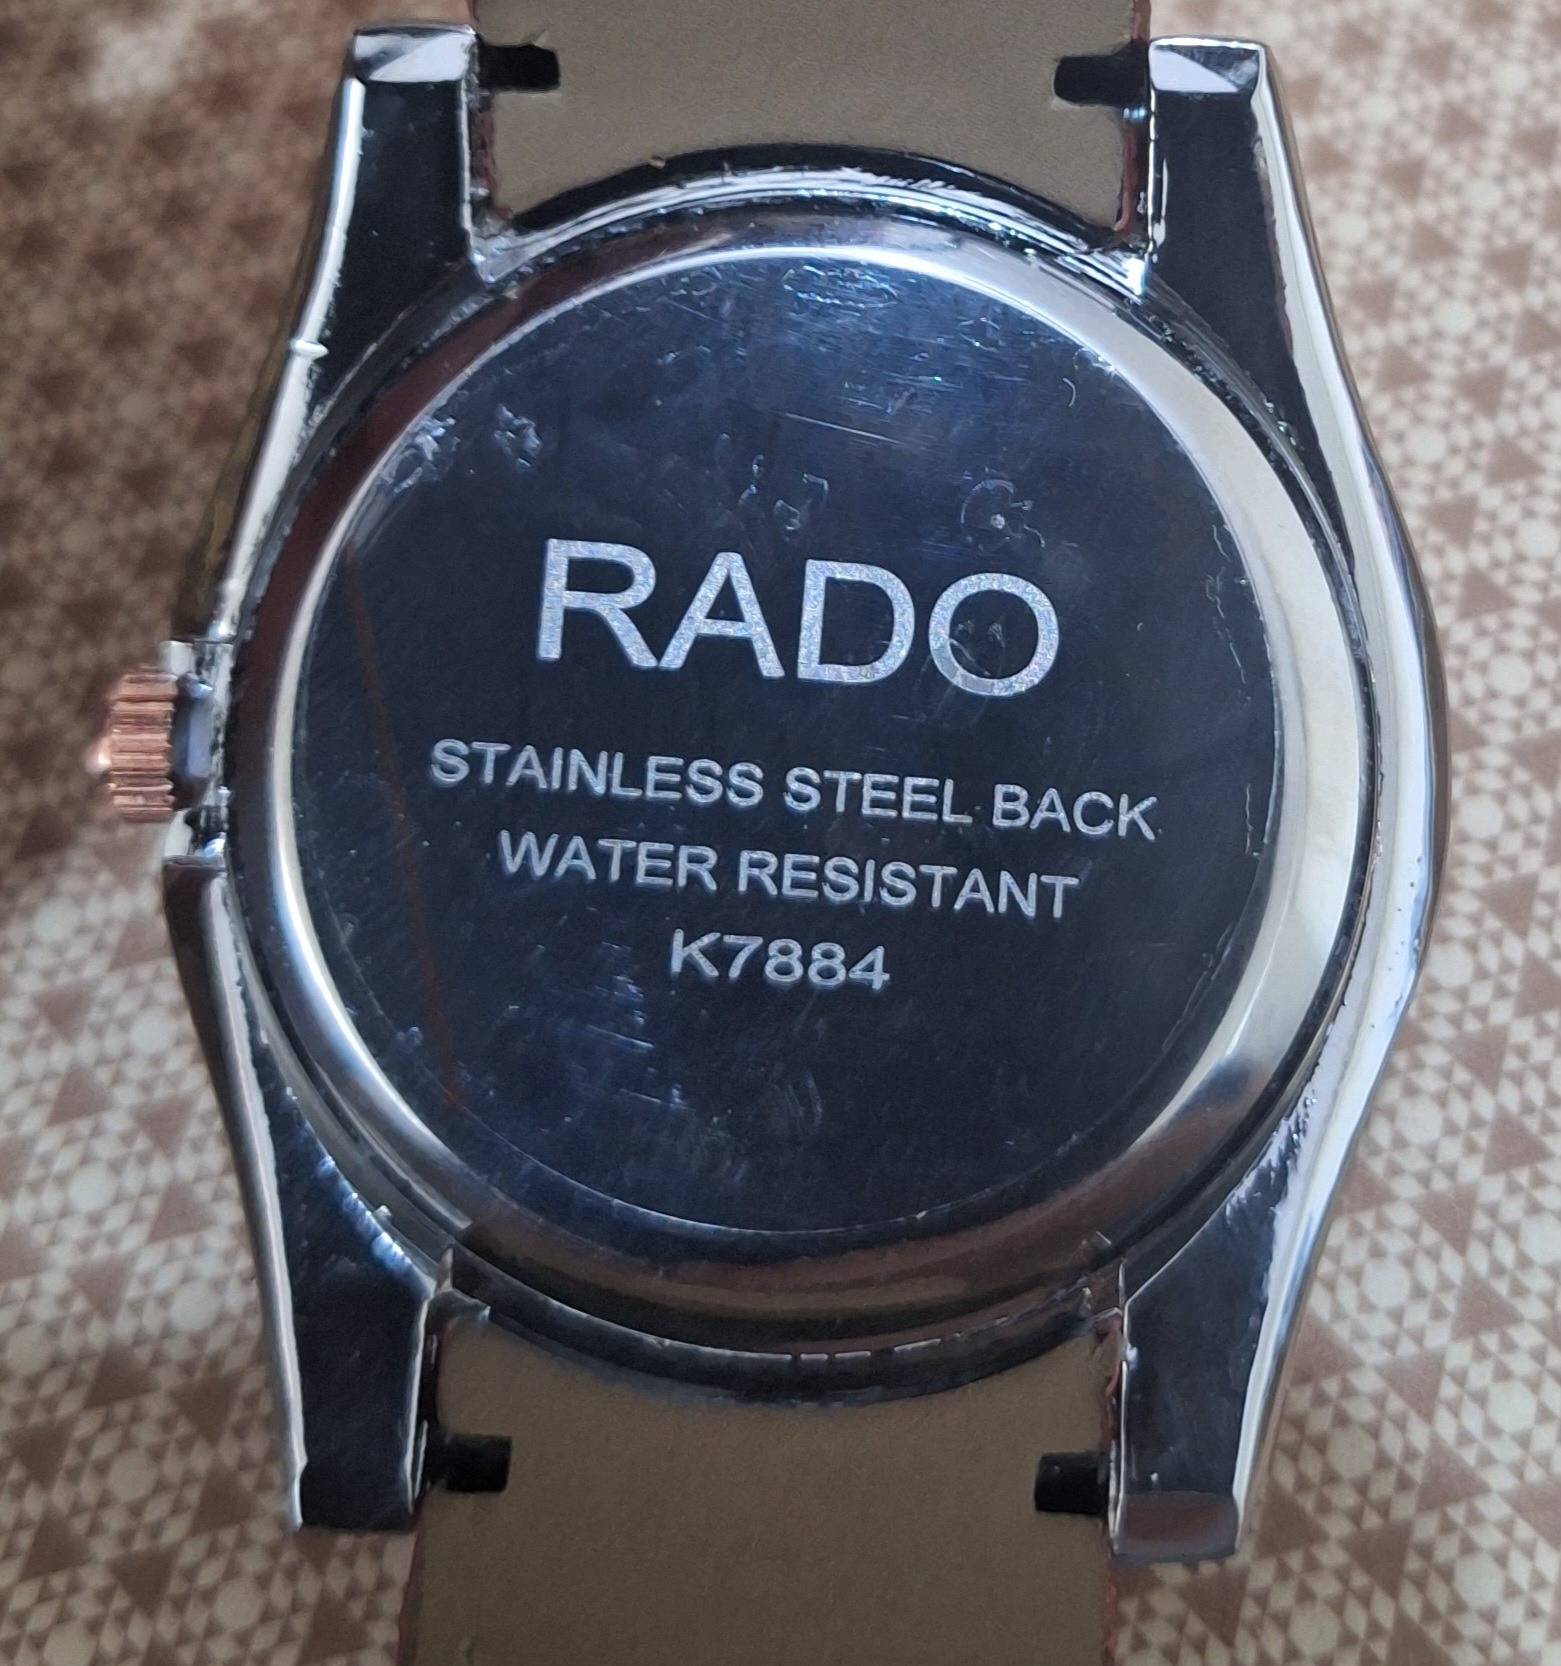 RADO
STAINLESS STEEL BACK
WATER RESISTANT
K7884